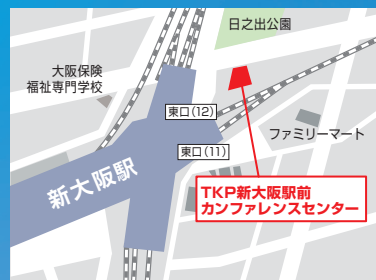 日之出公園
大阪保険
福祉専門学校
東口(12)
ファミリーマート
東口(11)
新大阪駅
TKP新大阪駅前
カンファレンスセンター